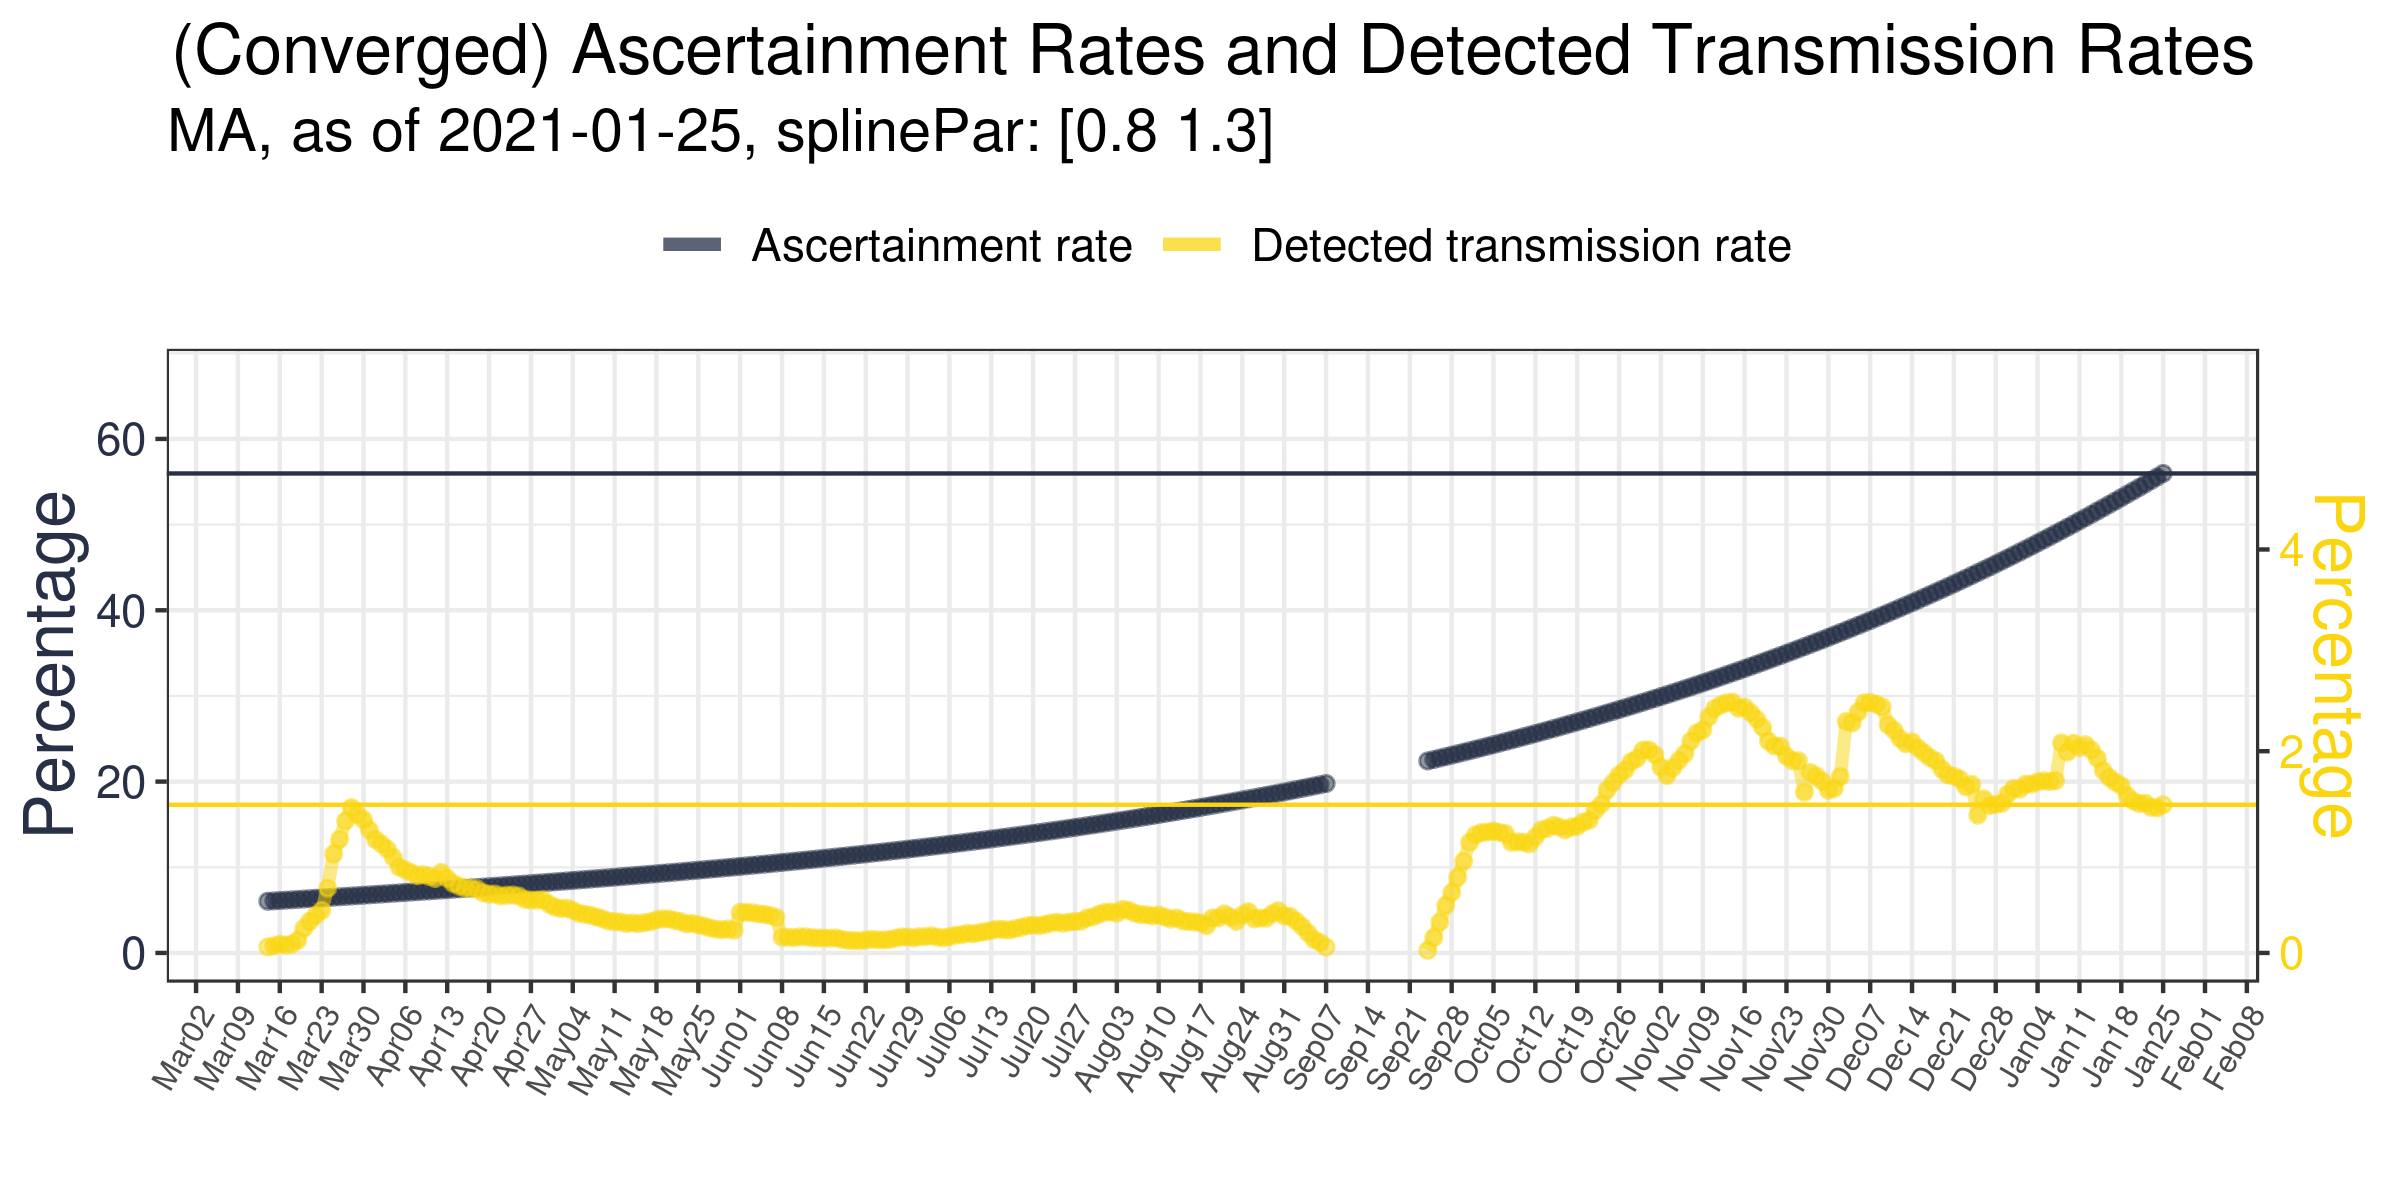 (Converged) Ascertainment Rates and Detected Transmission Rates
MA, as of 2021-01-25, splinePar: [0.8 1.3]
Ascertainment rate Detected transmission rate
Percentage
60
40
20
0
4
2
0
Percentage
Mar02 Mar09 Mar16 Mar23 Mar30 Apr06 Apr13 Apr20 Apr27 May04 May11 May18 May25 Jun01 Jun08 Jun15 Jun22 Jun29 Jul06 Jul13 Jul20 Jul27 Aug03 Aug10 Aug17 Aug24 Aug31 Sep07 Sep14 Sep21 Sep28 Oct05 Oct12 Oct19 Oct26 Nov02 Nov09 Nov16 Nov23 Nov30 Dec07 Dec14 Dec21 Dec28 Jan04 Jan11 Jan18 Jan25 Feb01 Feb08